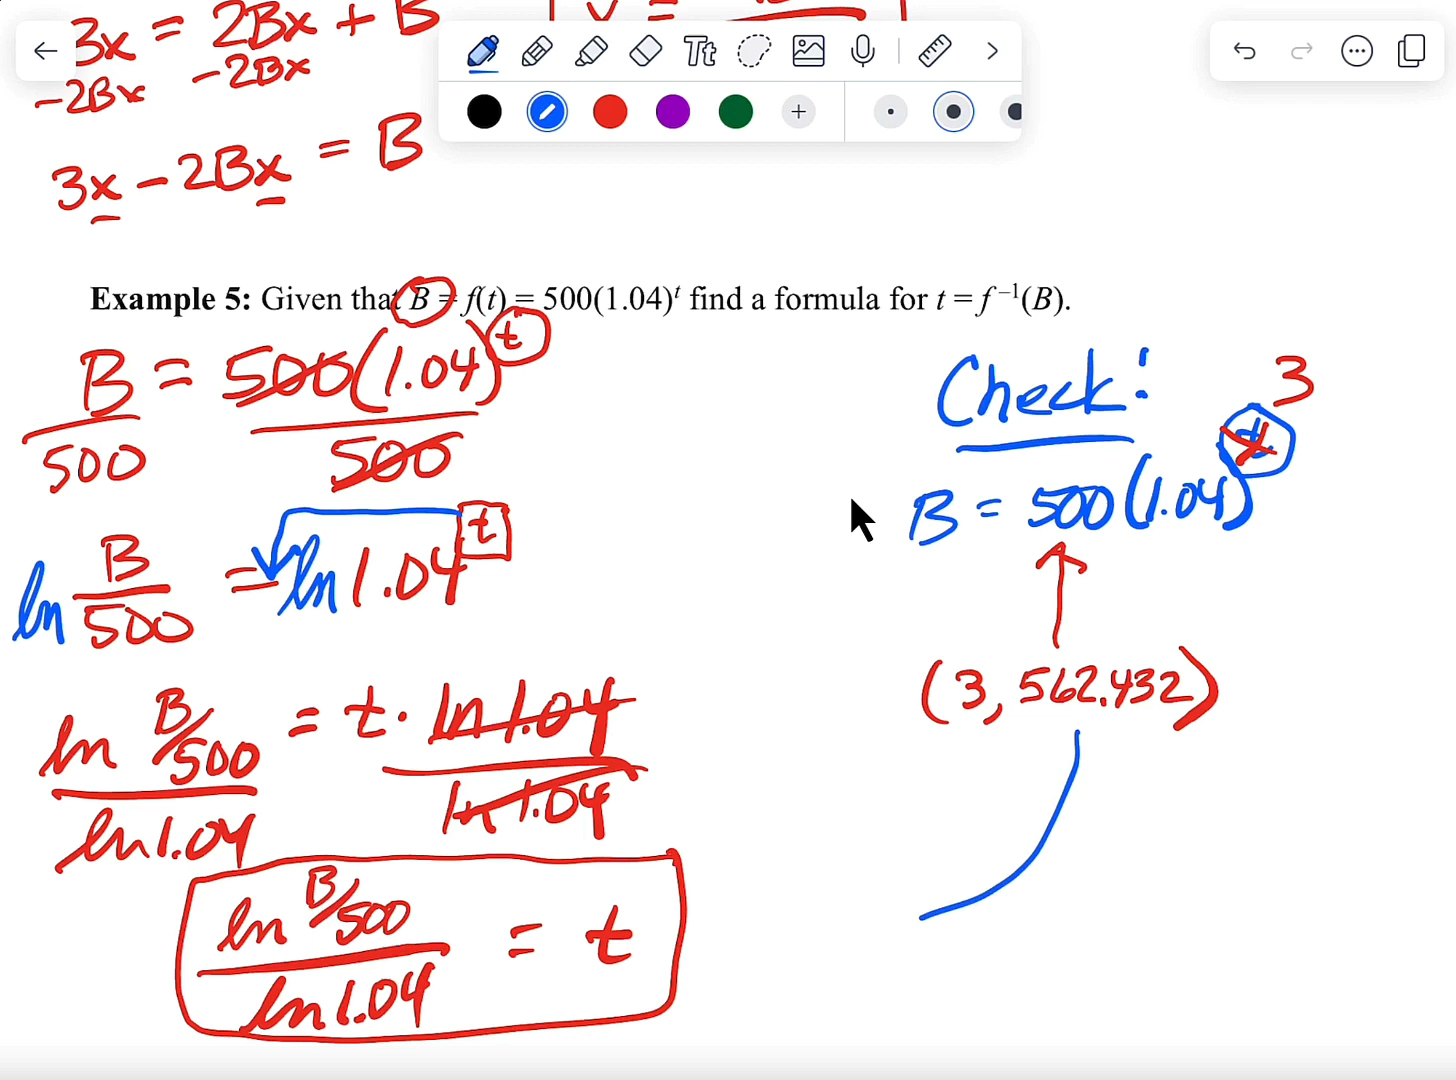 3x = 2Bx + B
-2Bx -2Bx
3x - 2Bx = B
Tt
Example 5: Given that B = f(t) = 500(1.04)^t find a formula for t = f^{-1}(B).
B/500 = 500(1.04)^t/500
ln B/500 = ln 1.04^t
ln B/500 / ln 1.04 = t · ln 1.04 / ln 1.04
ln B/500 / ln 1.04 = t
Check:
3
B = 500(1.04)^t
(3, 562.432)